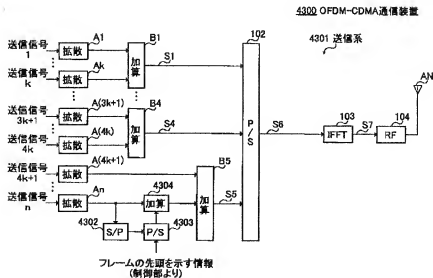 4300 OFDM-CDMA通信装置
4301 送信系
送信信号 1
拡散
A1
送信信号 k
拡散
Ak
B1
加算
S1
送信信号 3k+1
拡散
A(3k+1)
送信信号 4k
拡散
A(4k)
B4
加算
S4
送信信号 4k+1
拡散
A(4k+1)
送信信号 n
拡散
An
4302
S/P
4303
P/S
4304
加算
B5
加算
S5
102
P/S
S6
103
IFFT
S7
104
RF
AN
フレームの先頭を示す情報
(制御部より)